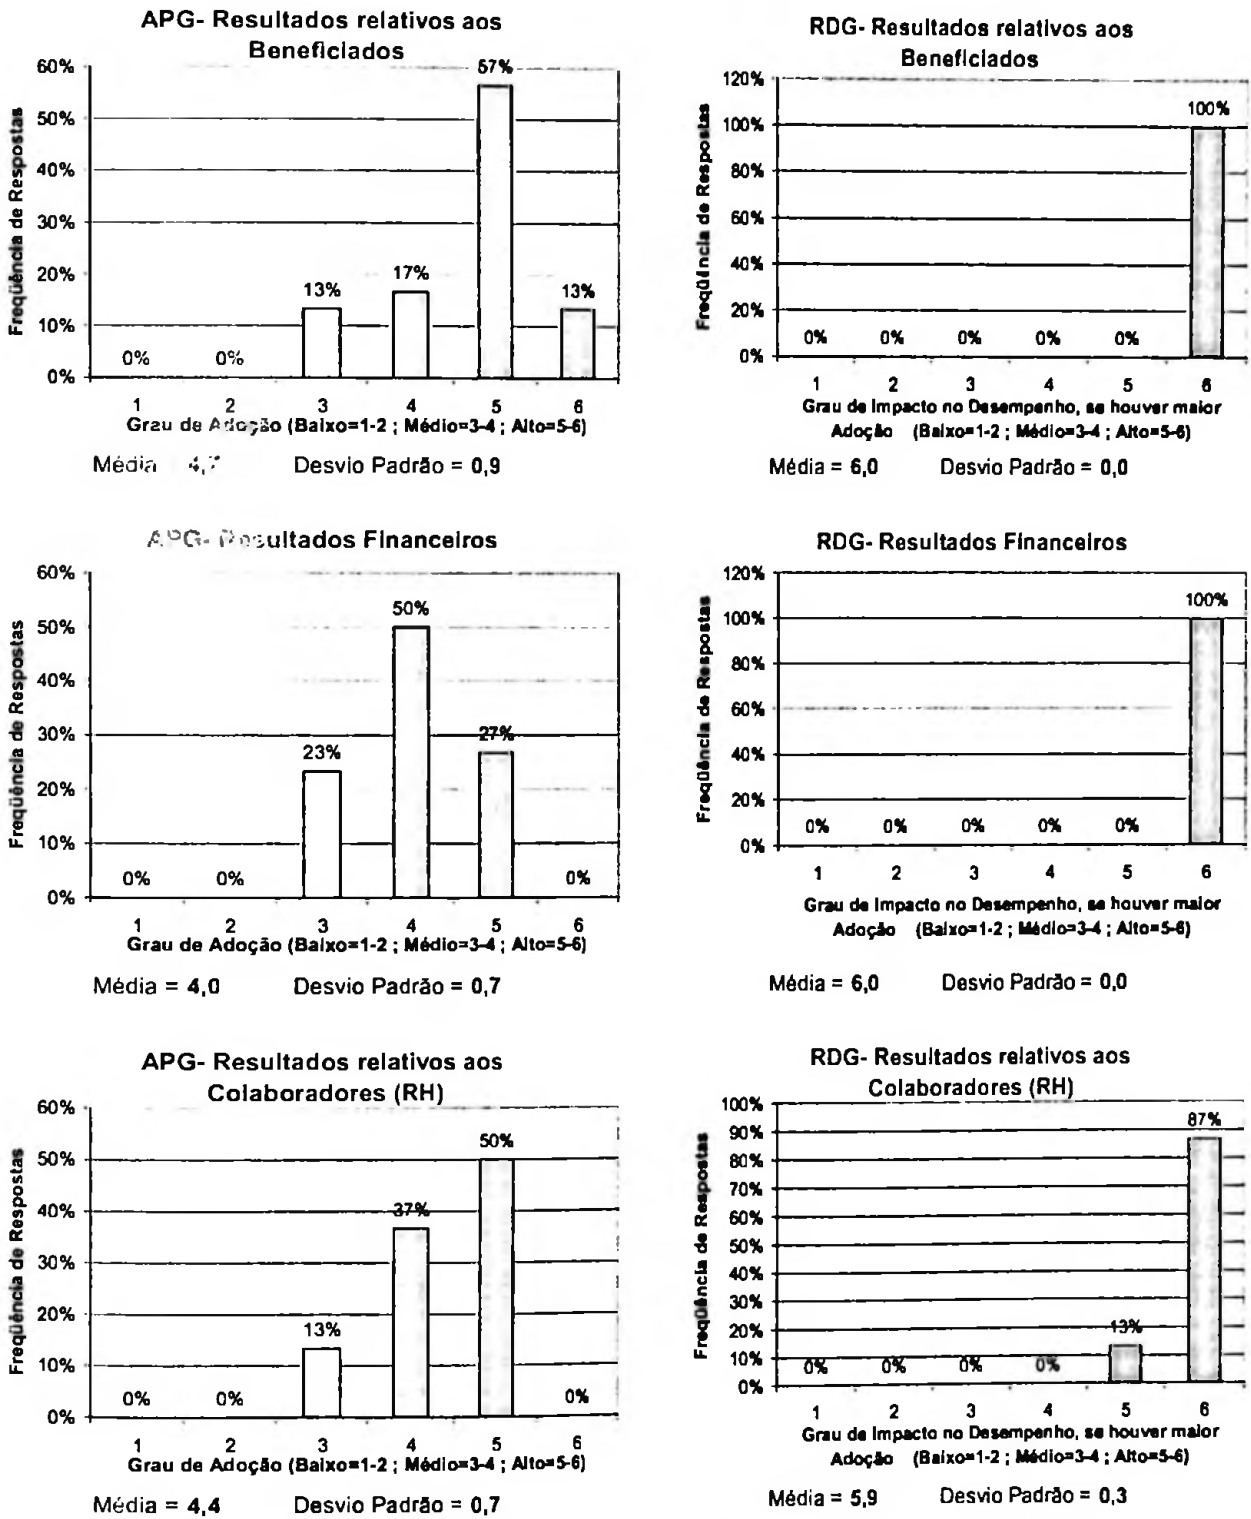 APG- Resultados relativos aos
Beneficiados
Freqüência de Respostas
60%
50%
40%
30%
20%
10%
0%
0%
0%
13%
17%
57%
13%
1 2 3 4 5 6
Grau de Adoção (Baixo=1-2 ; Médio=3-4 ; Alto=5-6)
Média = 4,7 Desvio Padrão = 0,9
RDG- Resultados relativos aos
Beneficiados
Freqüência de Respostas
120%
100%
80%
60%
40%
20%
0%
0%
0%
0%
0%
0%
100%
1 2 3 4 5 6
Grau de Impacto no Desempenho, se houver maior
Adoção (Baixo=1-2 ; Médio=3-4 ; Alto=5-6)
Média = 6,0 Desvio Padrão = 0,0
APG- Resultados Financeiros
Freqüência de Respostas
60%
50%
40%
30%
20%
10%
0%
0%
0%
23%
50%
27%
0%
1 2 3 4 5 6
Grau de Adoção (Baixo=1-2 ; Médio=3-4 ; Alto=5-6)
Média = 4,0 Desvio Padrão = 0,7
RDG- Resultados Financeiros
Freqüência de Respostas
120%
100%
80%
60%
40%
20%
0%
0%
0%
0%
0%
0%
100%
1 2 3 4 5 6
Grau de Impacto no Desempenho, se houver maior
Adoção (Baixo=1-2 ; Médio=3-4 ; Alto=5-6)
Média = 6,0 Desvio Padrão = 0,0
APG- Resultados relativos aos
Colaboradores (RH)
Freqüência de Respostas
60%
50%
40%
30%
20%
10%
0%
0%
0%
13%
37%
50%
0%
1 2 3 4 5 6
Grau de Adoção (Baixo=1-2 ; Médio=3-4 ; Alto=5-6)
Média = 4,4 Desvio Padrão = 0,7
RDG- Resultados relativos aos
Colaboradores (RH)
Freqüência de Respostas
100%
90%
80%
70%
60%
50%
40%
30%
20%
10%
0%
0%
0%
0%
0%
13%
87%
1 2 3 4 5 6
Grau de Impacto no Desempenho, se houver maior
Adoção (Baixo=1-2 ; Médio=3-4 ; Alto=5-6)
Média = 5,9 Desvio Padrão = 0,3